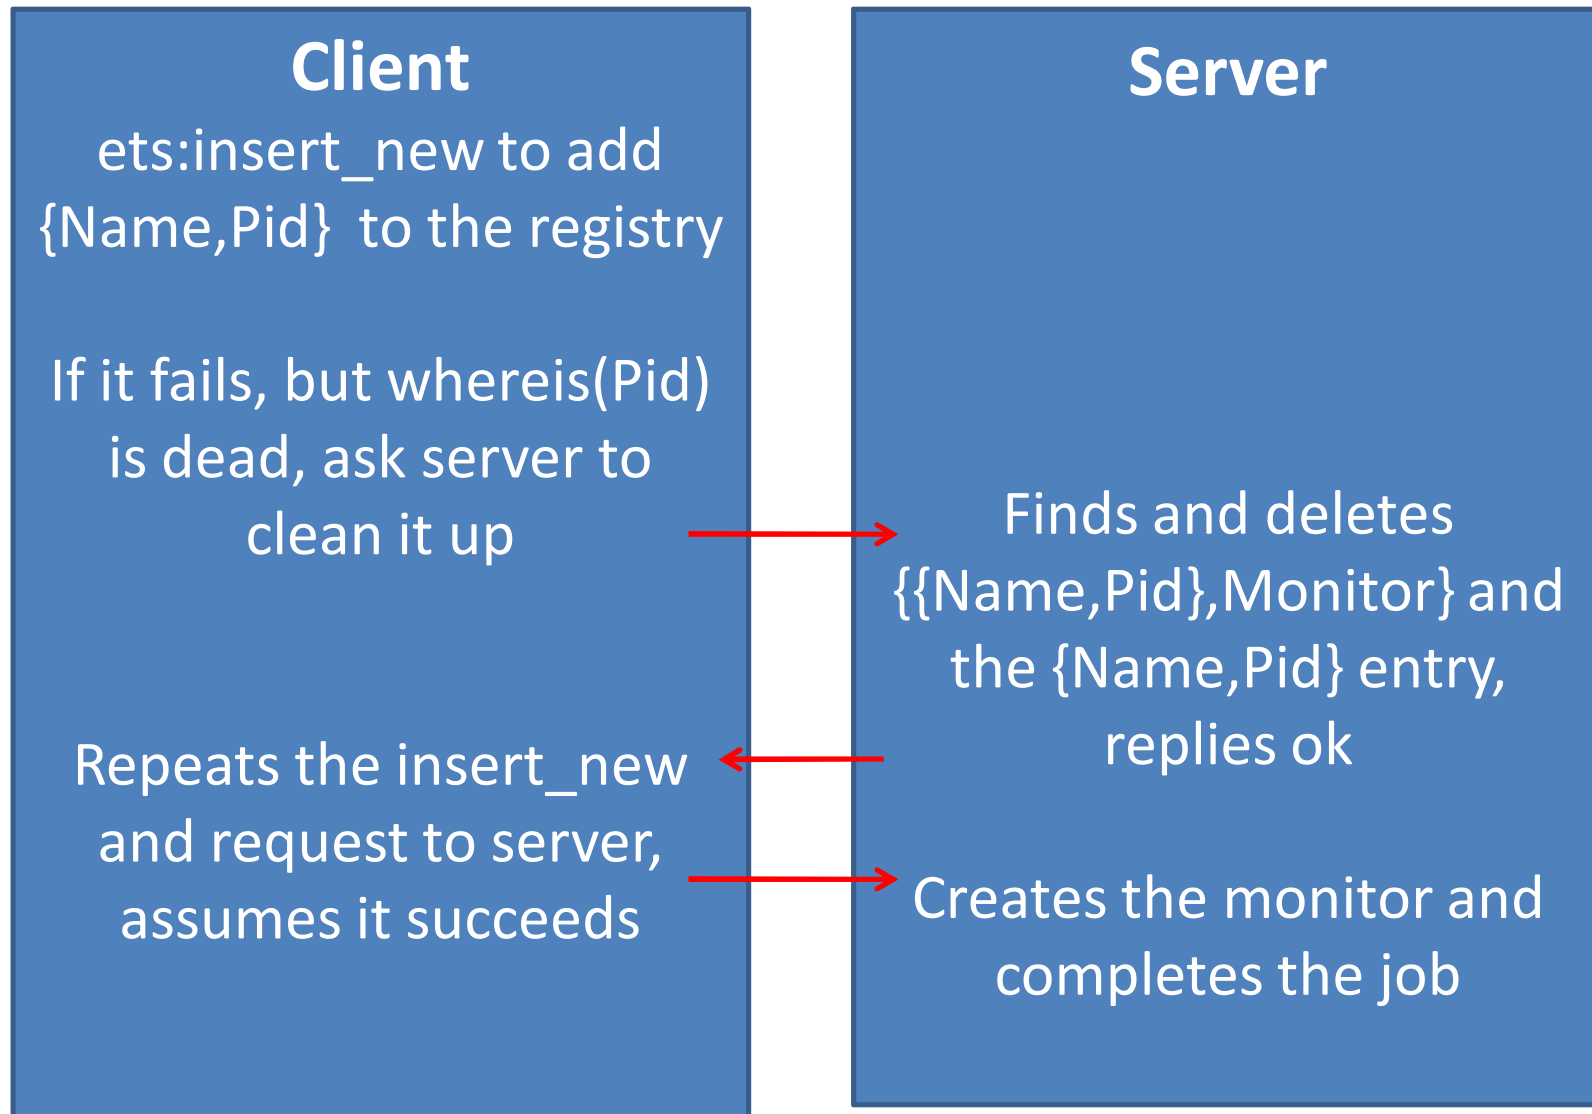 Client
ets:insert_new to add
{Name,Pid}  to the registry
If it fails, but whereis(Pid)
is dead, ask server to
clean it up
Repeats the insert_new
and request to server,
assumes it succeeds
Server
Finds and deletes
{{Name,Pid},Monitor} and
the {Name,Pid} entry,
replies ok
Creates the monitor and
completes the job